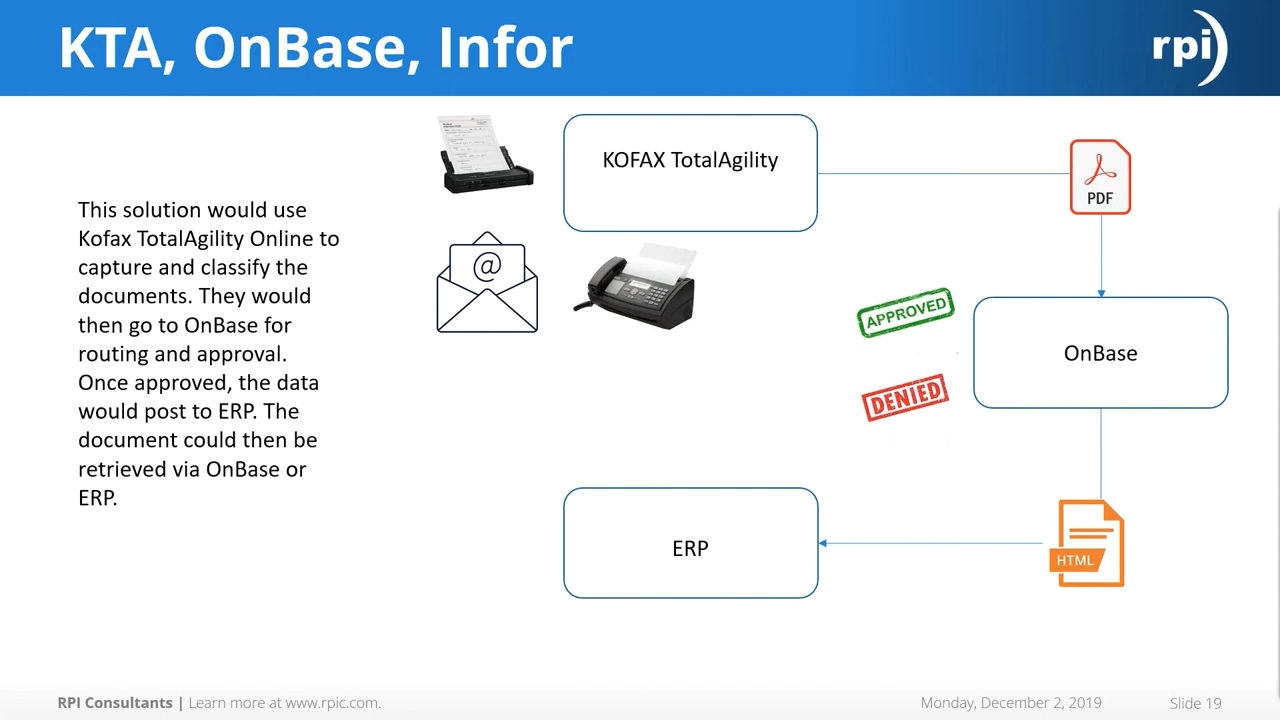 KTA, OnBase, Infor
rpi
KOFAX TotalAgility
PDF
This solution would use
Kofax TotalAgility Online to
capture and classify the
documents. They would
then go to OnBase for
routing and approval.
Once approved, the data
would post to ERP. The
document could then be
retrieved via OnBase or
ERP.
@
APPROVED
DENIED
OnBase
ERP
HTML
RPI Consultants | Learn more at www.rpic.com.
Monday, December 2, 2019
Slide 19